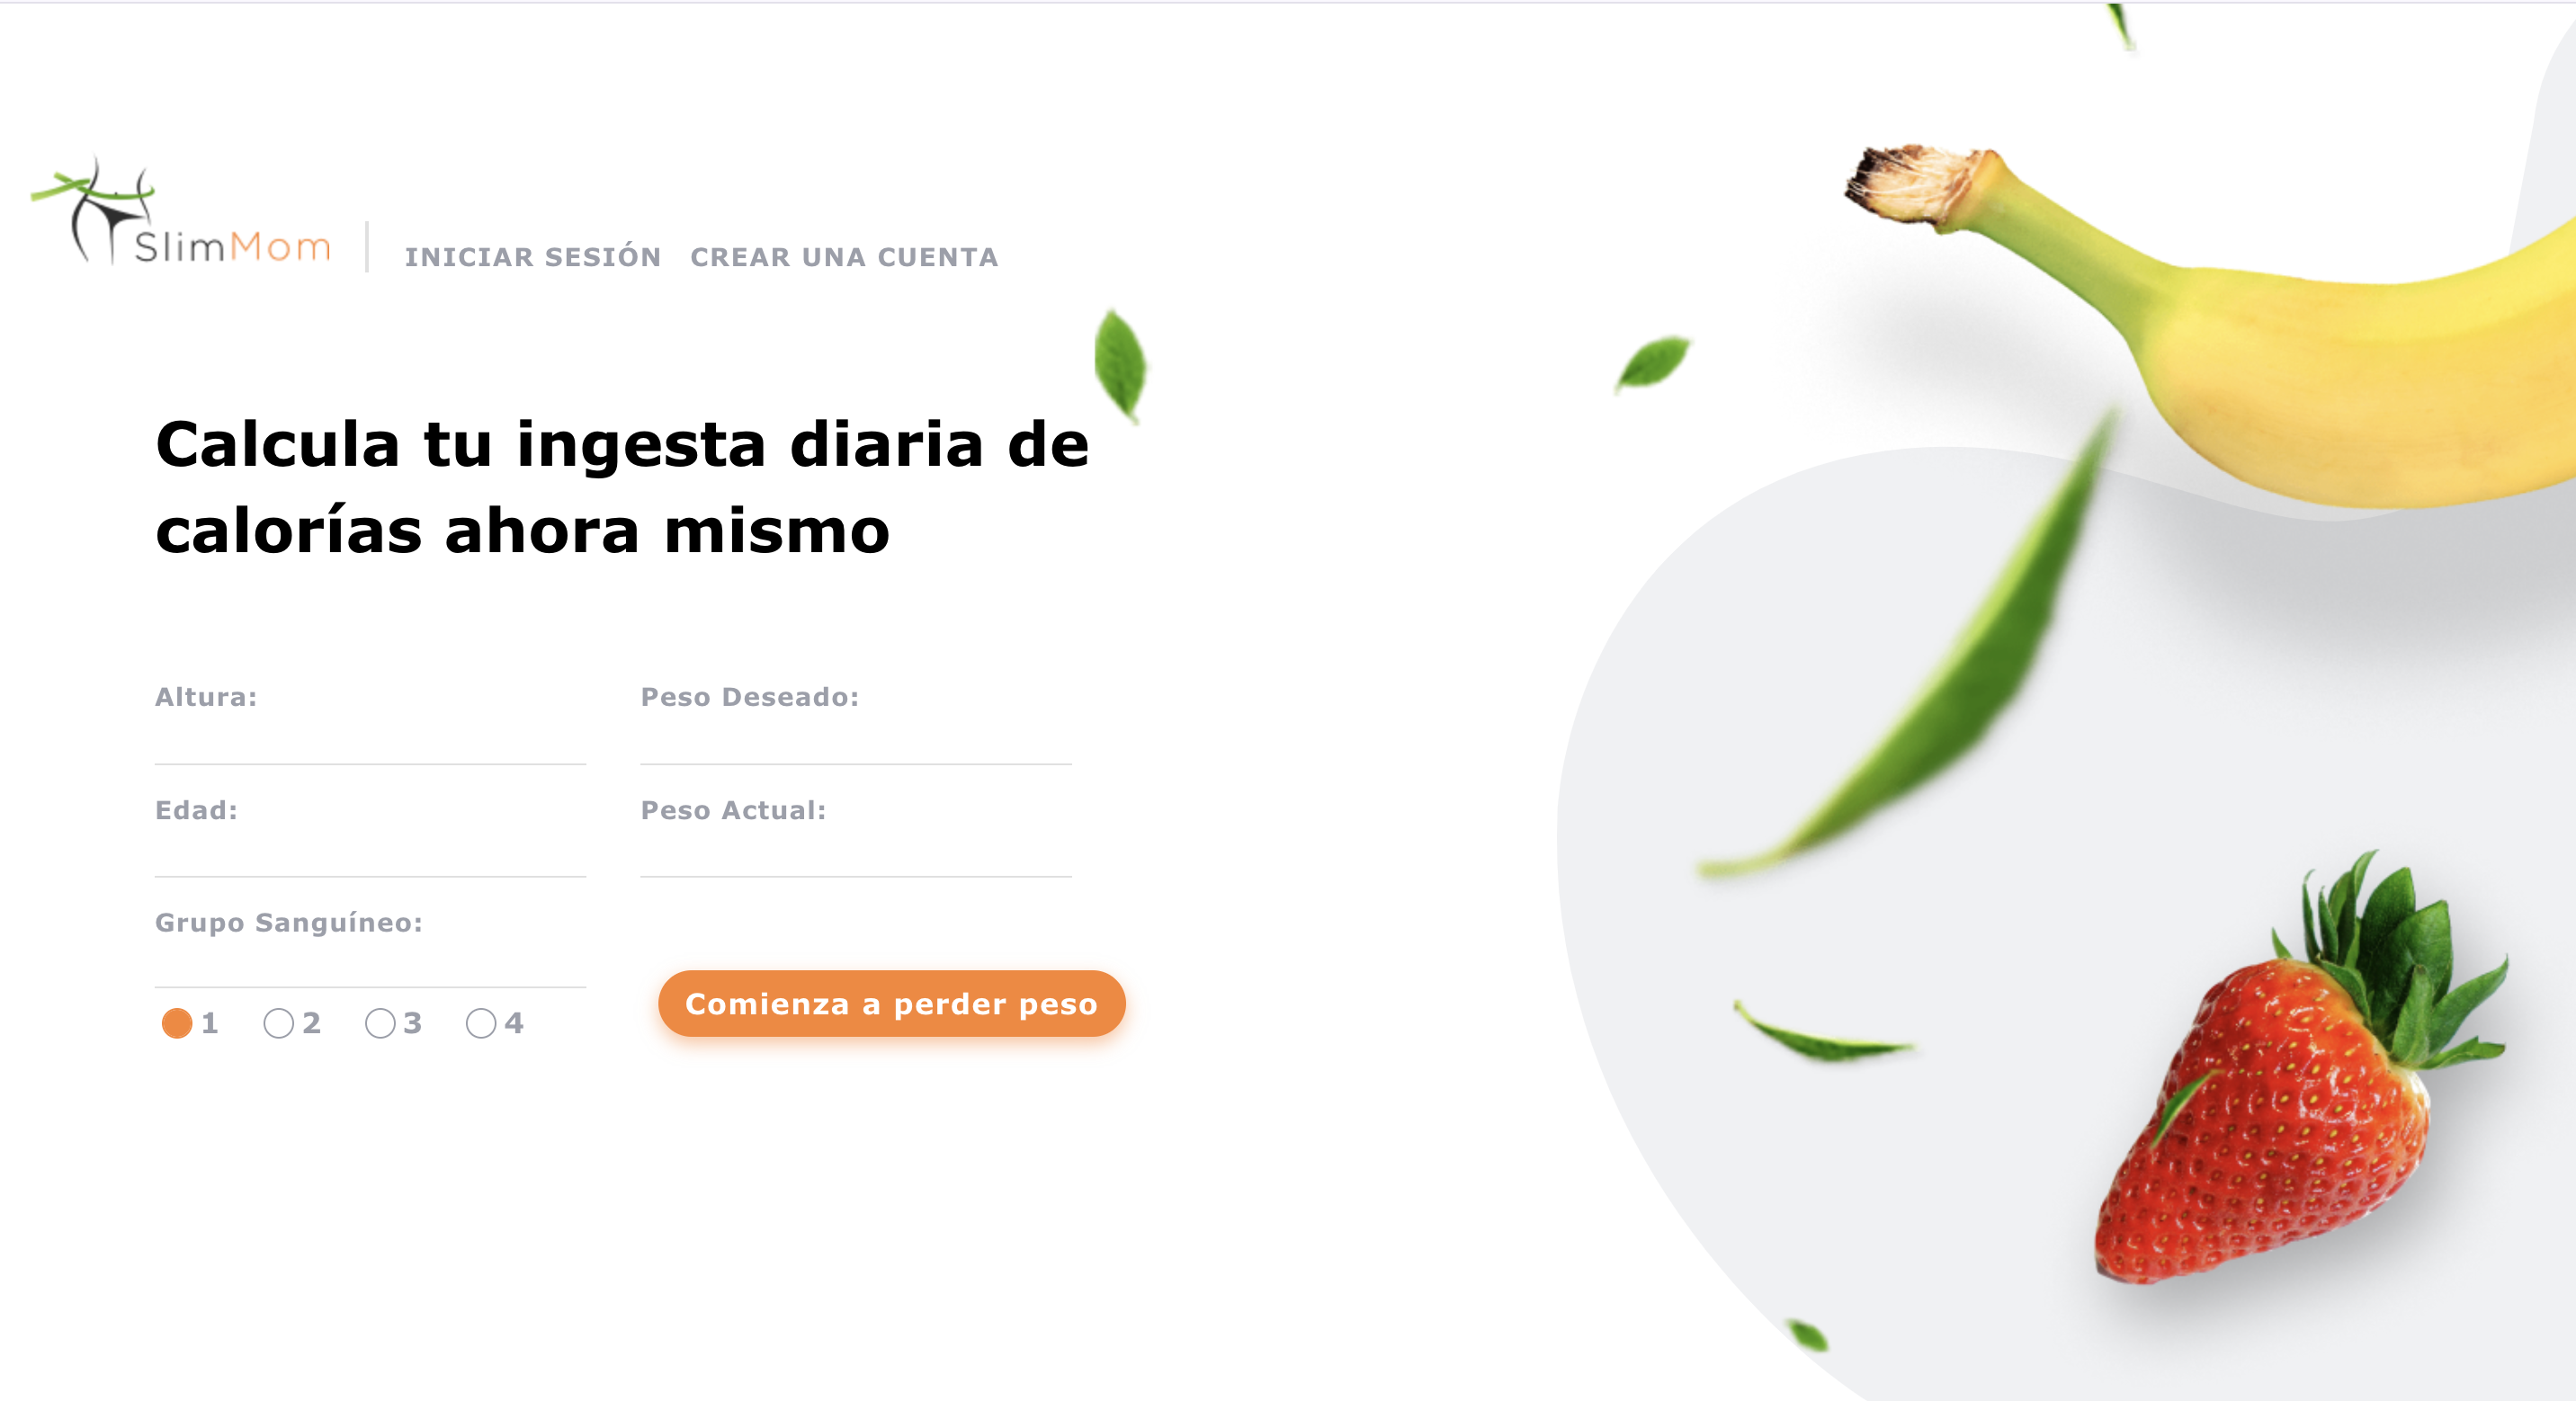 SlimMom
INICIAR SESIÓN CREAR UNA CUENTA
Calcula tu ingesta diaria de
calorías ahora mismo
Altura:
Peso Deseado:
Edad:
Peso Actual:
Grupo Sanguíneo:
1 2 3 4
Comienza a perder peso